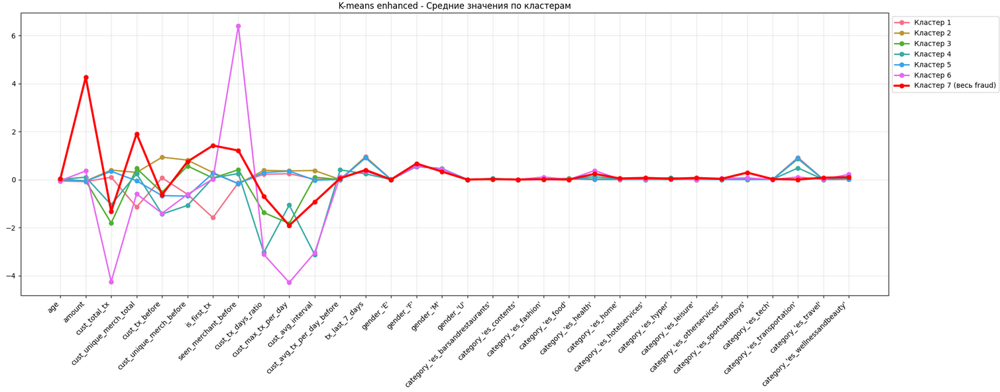 K-means enhanced - Средние значения по кластерам
6
4
2
0
−2
−4
age
amount
cust_total_tx
cust_unique_merch_total
cust_tx_before
cust_unique_merch_before
is_first_tx
seen_merchant_before
cust_tx_days_ratio
cust_max_tx_per_day
cust_avg_interval
cust_avg_tx_per_day_before
tx_last_7_days
gender_'E'
gender_'F'
gender_'M'
gender_'U'
category_'es_barsandrestaurants'
category_'es_contents'
category_'es_fashion'
category_'es_food'
category_'es_health'
category_'es_home'
category_'es_hotelservices'
category_'es_hyper'
category_'es_leisure'
category_'es_otherservices'
category_'es_sportsandtoys'
category_'es_tech'
category_'es_transportation'
category_'es_travel'
category_'es_wellnessandbeauty'
Кластер 1
Кластер 2
Кластер 3
Кластер 4
Кластер 5
Кластер 6
Кластер 7 (весь fraud)